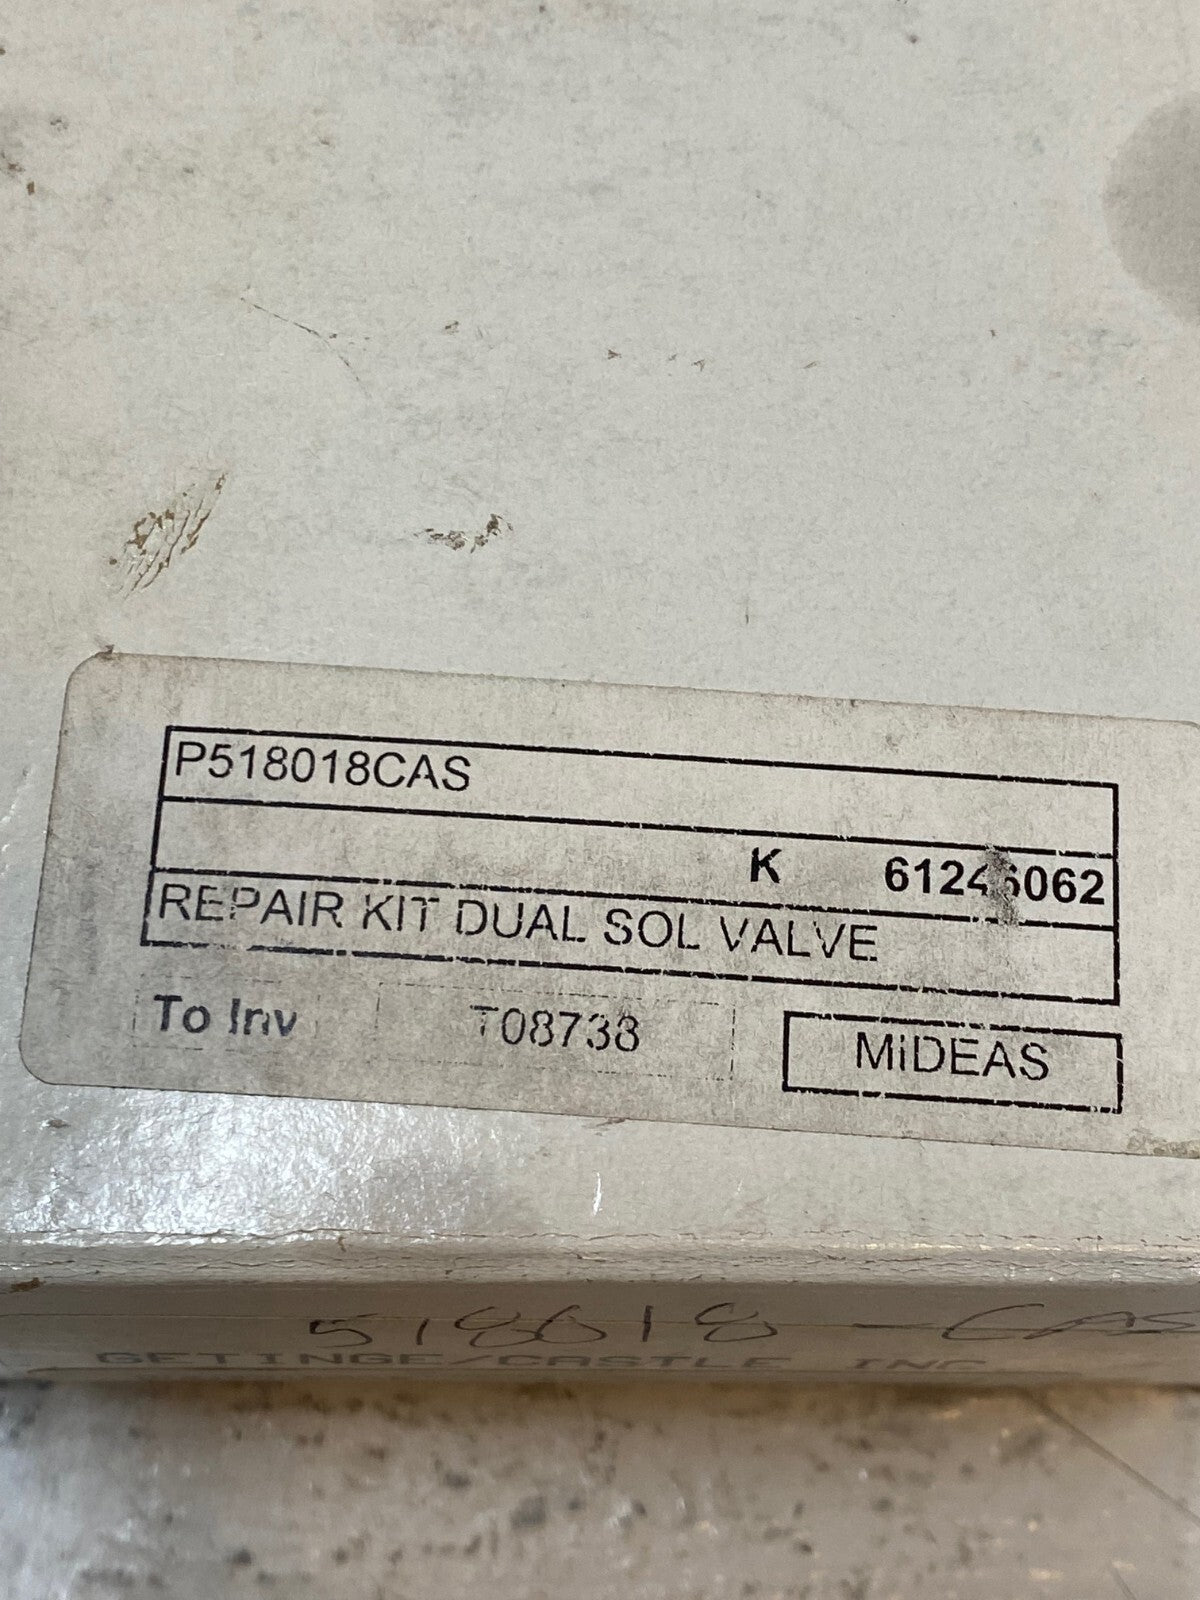 P518018CAS
K 61246062
REPAIR KIT DUAL SOL VALVE
To Inv T08738 MiDEAS
518018 - CAS
GETINGE/CASTLE INC